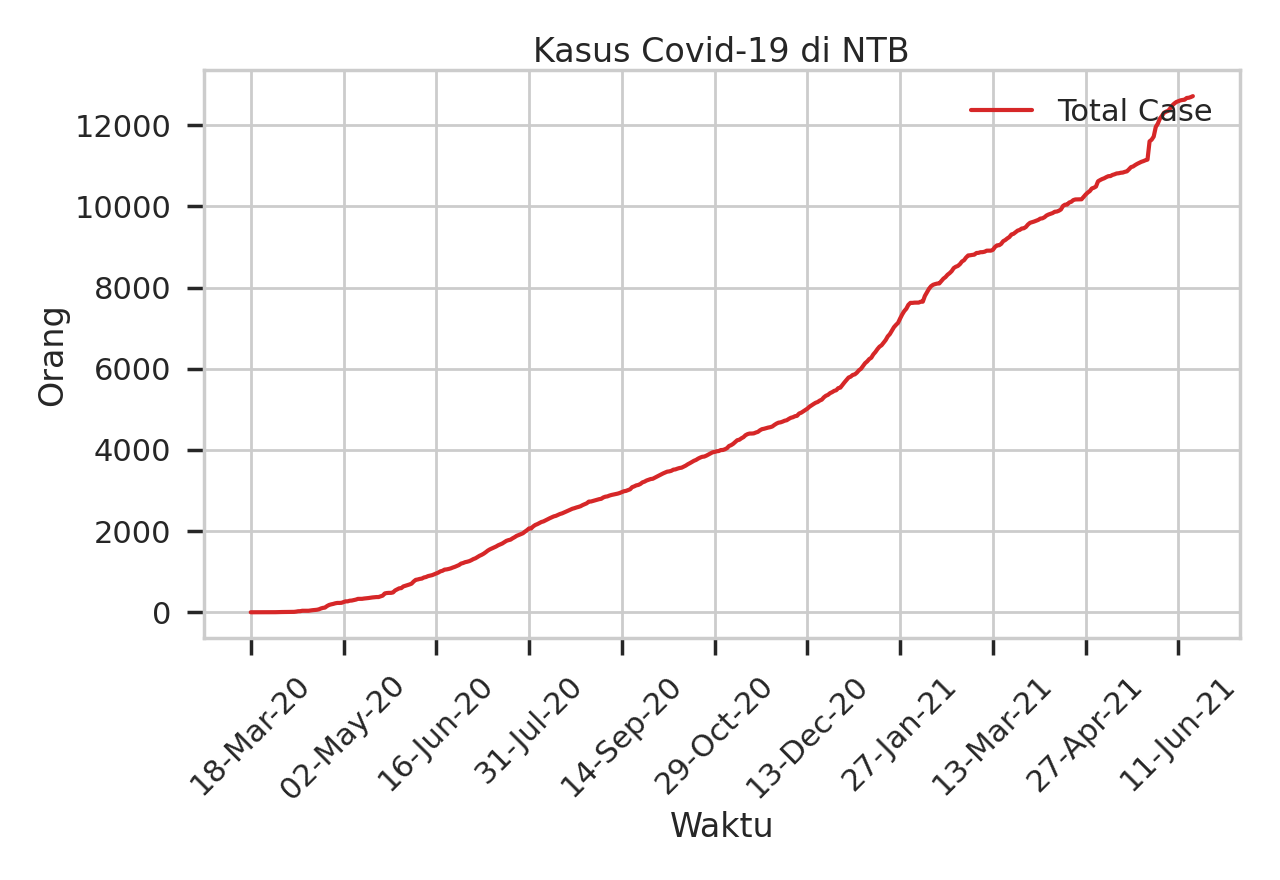 Kasus Covid-19 di NTB
Total Case
12000
10000
8000
6000
4000
2000
0
Orang
18-Mar-20
02-May-20
16-Jun-20
31-Jul-20
14-Sep-20
29-Oct-20
13-Dec-20
27-Jan-21
13-Mar-21
27-Apr-21
11-Jun-21
Waktu